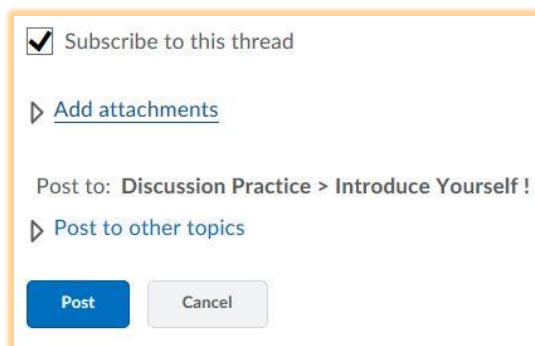 Subscribe to this thread
Add attachments
Post to: Discussion Practice > Introduce Yourself !
Post to other topics
Post Cancel